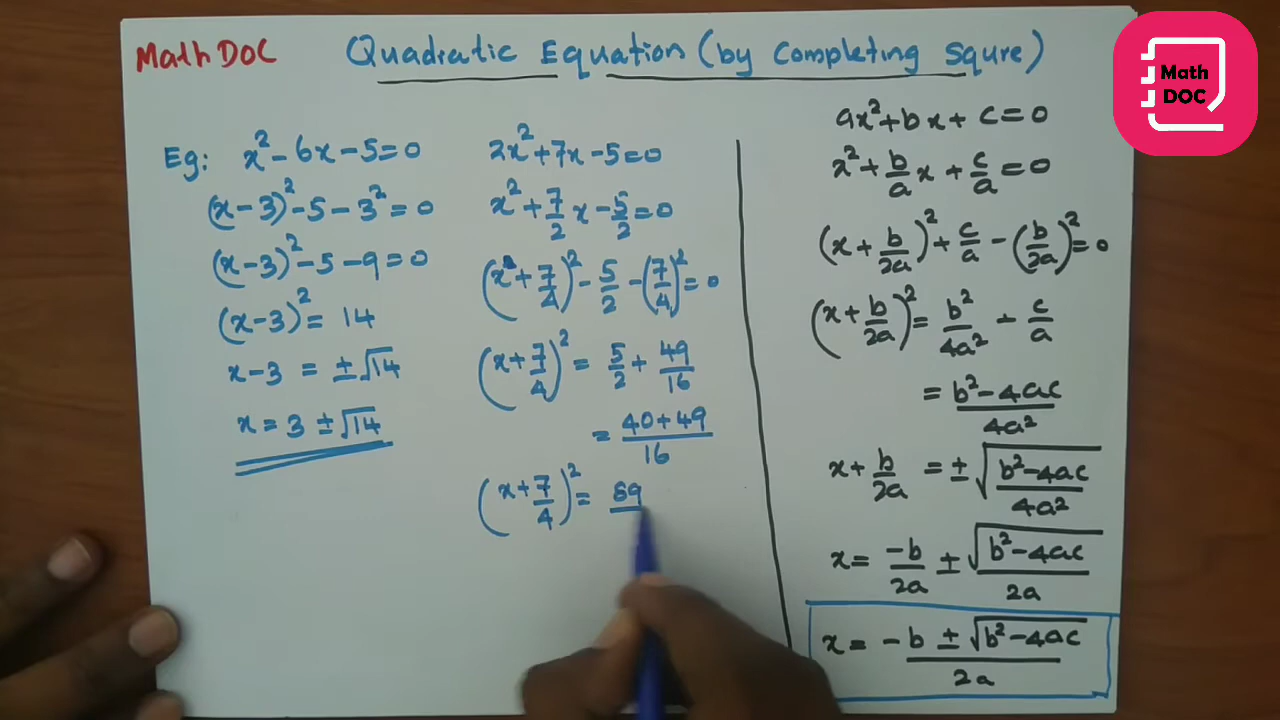 Math DOC
Quadratic Equation (by Completing Squre)
Math
DOC
Eg: x² - 6x - 5 = 0
(x - 3)² - 5 - 3² = 0
(x - 3)² - 5 - 9 = 0
(x - 3)² = 14
x - 3 = ±√14
x = 3 ± √14
2x² + 7x - 5 = 0
x² + 7/2 x - 5/2 = 0
(x + 7/4)² - 5/2 - (7/4)² = 0
(x + 7/4)² = 5/2 + 49/16
= (40 + 49)/16
(x + 7/4)² = 89
ax² + bx + c = 0
x² + b/a x + c/a = 0
(x + b/2a)² + c/a - (b/2a)² = 0
(x + b/2a)² = b²/4a² - c/a
= (b² - 4ac)/4a²
x + b/2a = ±√((b² - 4ac)/4a²)
x = -b/2a ± √(b² - 4ac)/2a
x = (-b ± √(b² - 4ac))/2a